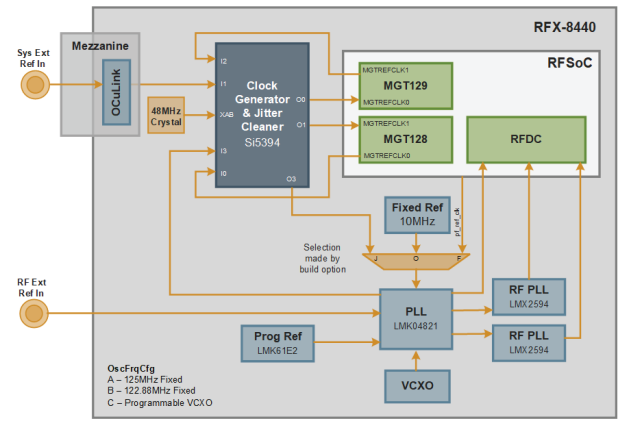 RFX-8440
Sys Ext
Ref In
Mezzanine
OCuLink
48MHz
Crystal
I2
I1
XAB
I3
I0
Clock
Generator
& Jitter
Cleaner
Si5394
O0
O1
O3
RFSoC
MGTREFCLK1
MGT129
MGTREFCLK0
MGTREFCLK1
MGT128
MGTREFCLK0
RFDC
Fixed Ref
10MHz
pl_ref_clk
Selection
made by
build option
J O F
RF Ext
Ref In
PLL
LMK04821
RF PLL
LMX2594
RF PLL
LMX2594
Prog Ref
LMK61E2
VCXO
OscFrqCfg
A – 125MHz Fixed
B – 122.88MHz Fixed
C – Programmable VCXO